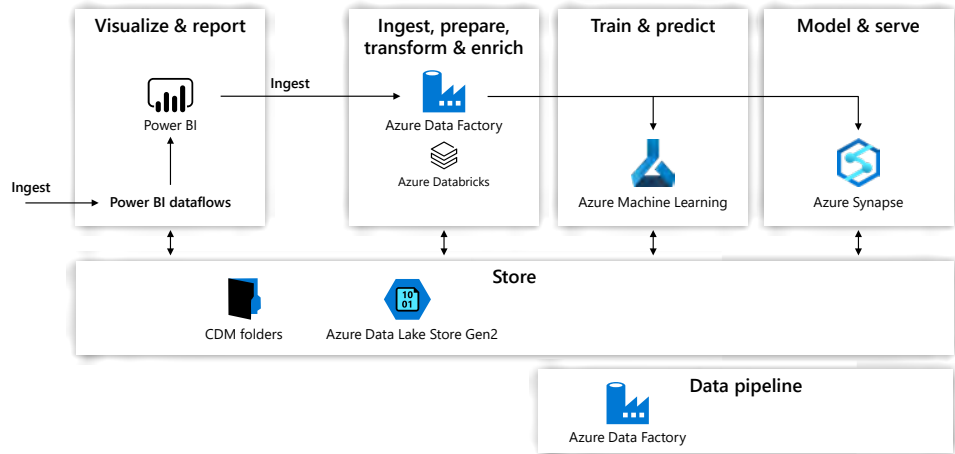 Visualize & report
Ingest, prepare,
transform & enrich
Train & predict
Model & serve
Ingest
Power BI
Azure Data Factory
Azure Databricks
Ingest
Power BI dataflows
Azure Machine Learning
Azure Synapse
Store
10
01
CDM folders
Azure Data Lake Store Gen2
Data pipeline
Azure Data Factory